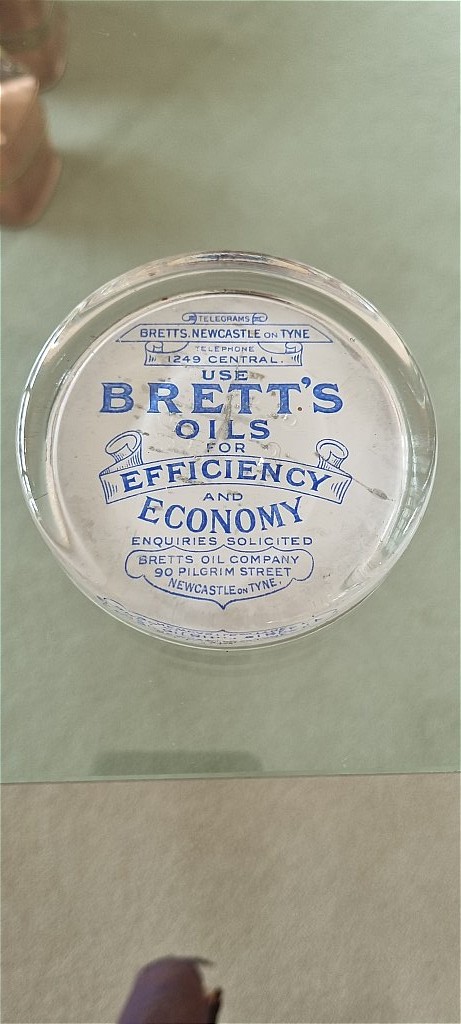 TELEGRAMS
BRETTS. NEWCASTLE ON TYNE
TELEPHONE
1249 CENTRAL.
USE
BRETT'S
OILS
FOR
EFFICIENCY
AND
ECONOMY
ENQUIRIES SOLICITED
BRETTS OIL COMPANY
90 PILGRIM STREET
NEWCASTLE ON TYNE.